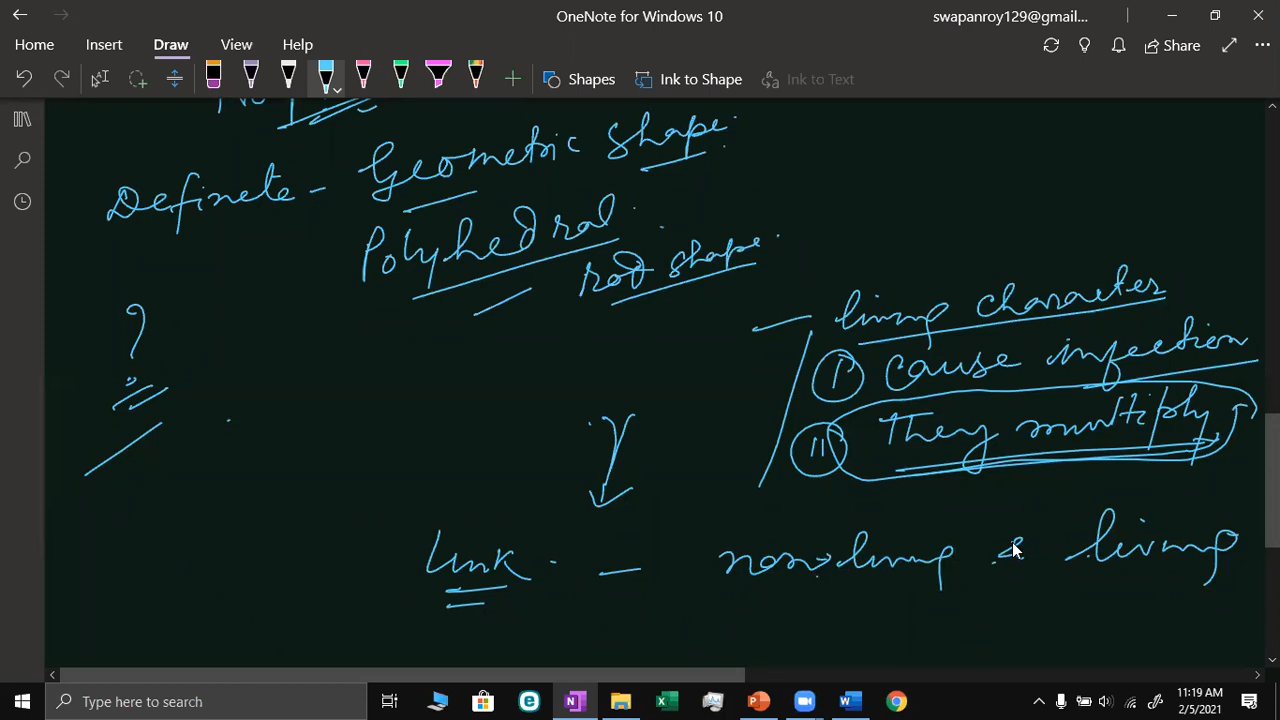 OneNote for Windows 10
swapanroy129@gmail...
Home Insert Draw View Help
Share
Shapes Ink to Shape Ink to Text
Definete - Geometric shape
Polyhedral
rod shape
?
living character
I Cause infection
II They multiply
Link - non-living & living
Type here to search
11:19 AM
2/5/2021